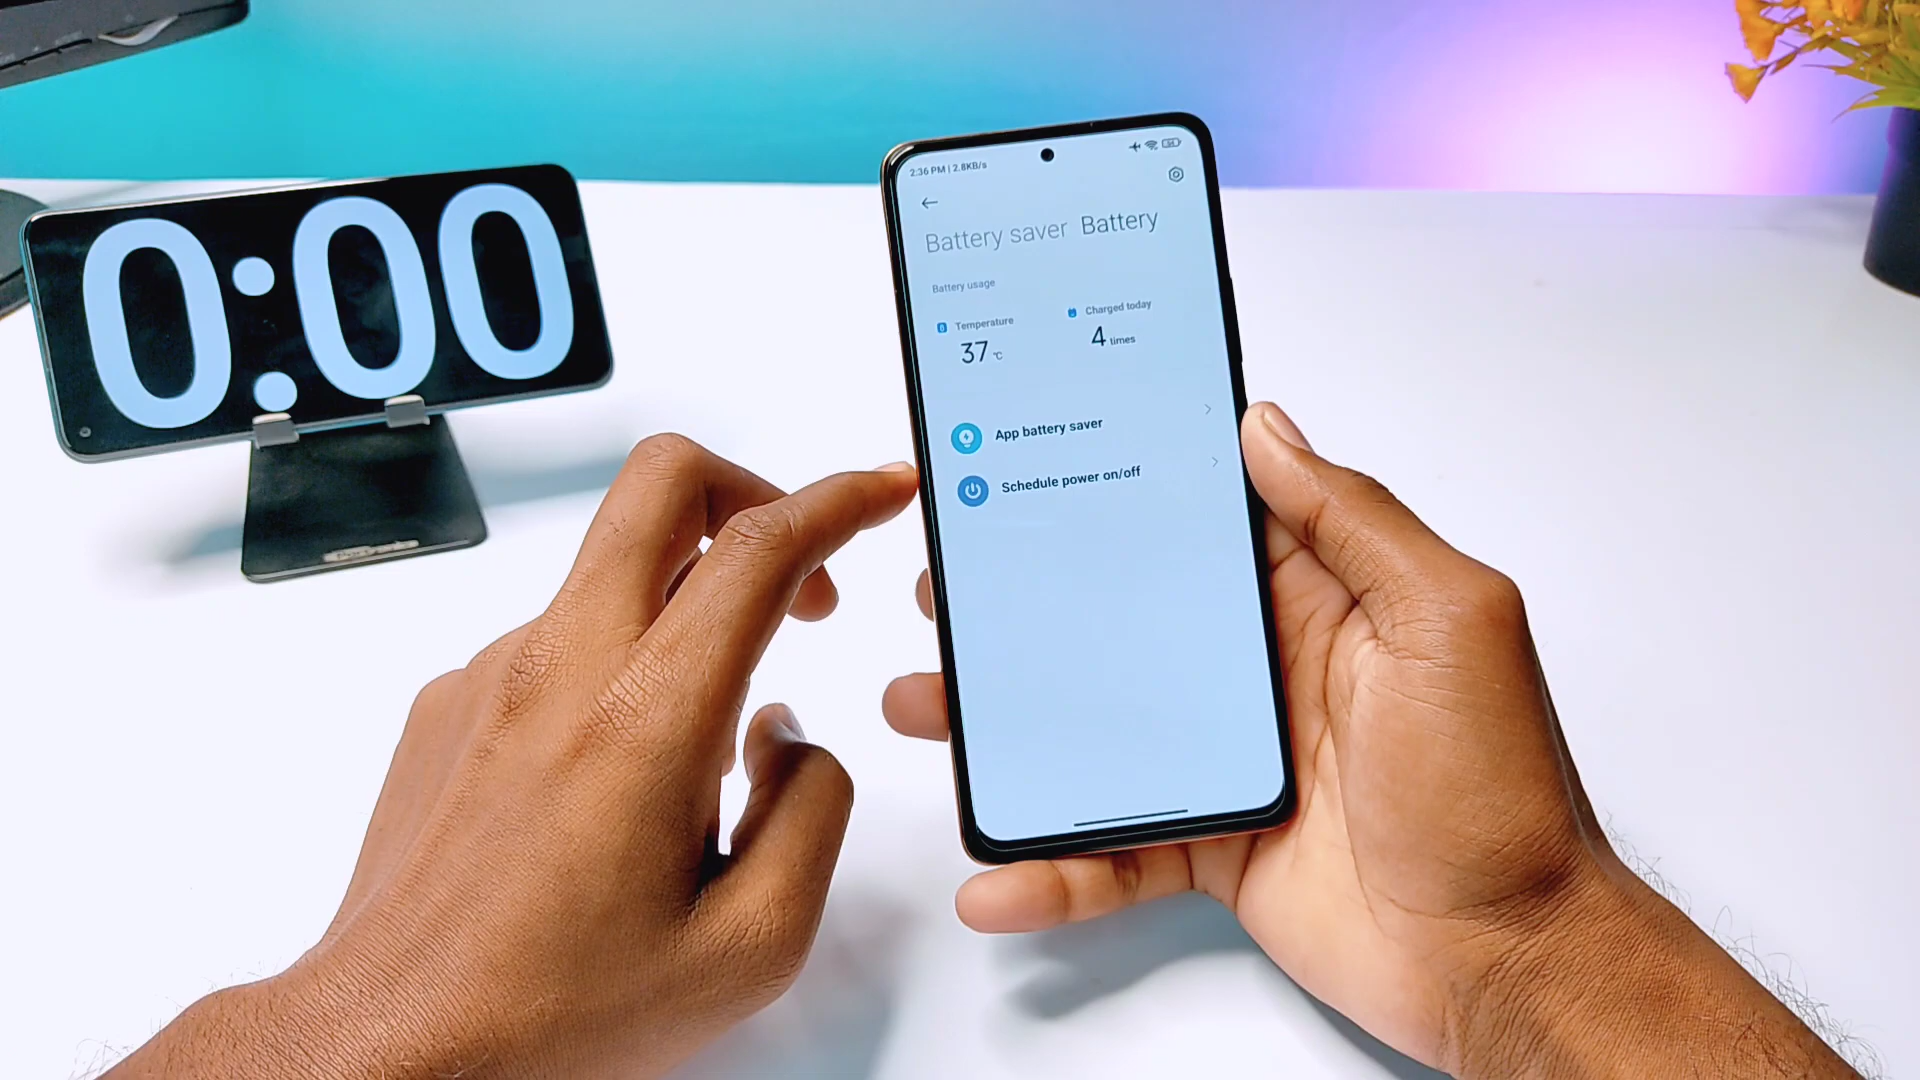 0:00
2:36 PM | 2.8KB/s
Battery saver Battery
Battery usage
Temperature
37 °C
Charged today
4 times
App battery saver
Schedule power on/off